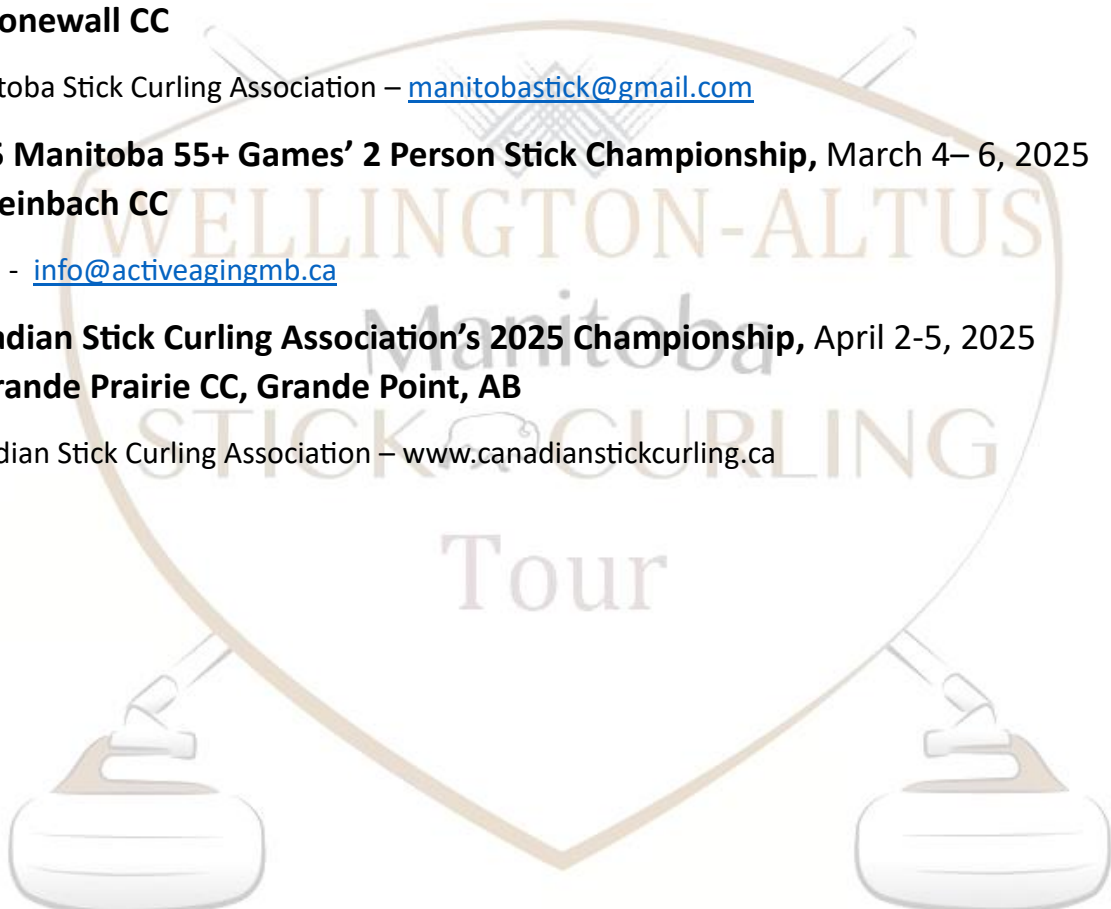 onewall CC
toba Stick Curling Association – manitobastick@gmail.com
5 Manitoba 55+ Games’ 2 Person Stick Championship, March 4– 6, 2025
einbach CC
- info@activeagingmb.ca
adian Stick Curling Association’s 2025 Championship, April 2-5, 2025
rande Prairie CC, Grande Point, AB
dian Stick Curling Association – www.canadianstickcurling.ca
WELLINGTON-ALTUS
Manitoba
STICK CURLING
Tour